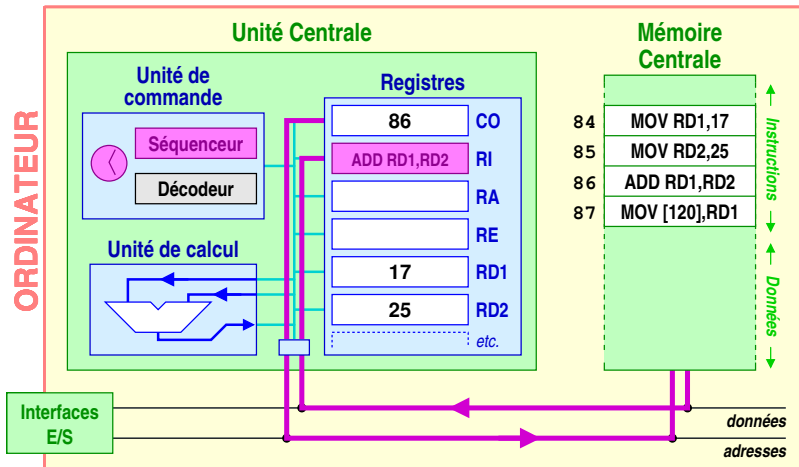 ORDINATEUR
Unité Centrale
Unité de
commande
Séquenceur
Décodeur
Unité de calcul
Registres
86 CO
ADD RD1,RD2 RI
RA
RE
17 RD1
25 RD2
etc.
Mémoire
Centrale
84 MOV RD1,17
85 MOV RD2,25
86 ADD RD1,RD2
87 MOV [120],RD1
Instructions
Données
Interfaces
E/S
données
adresses